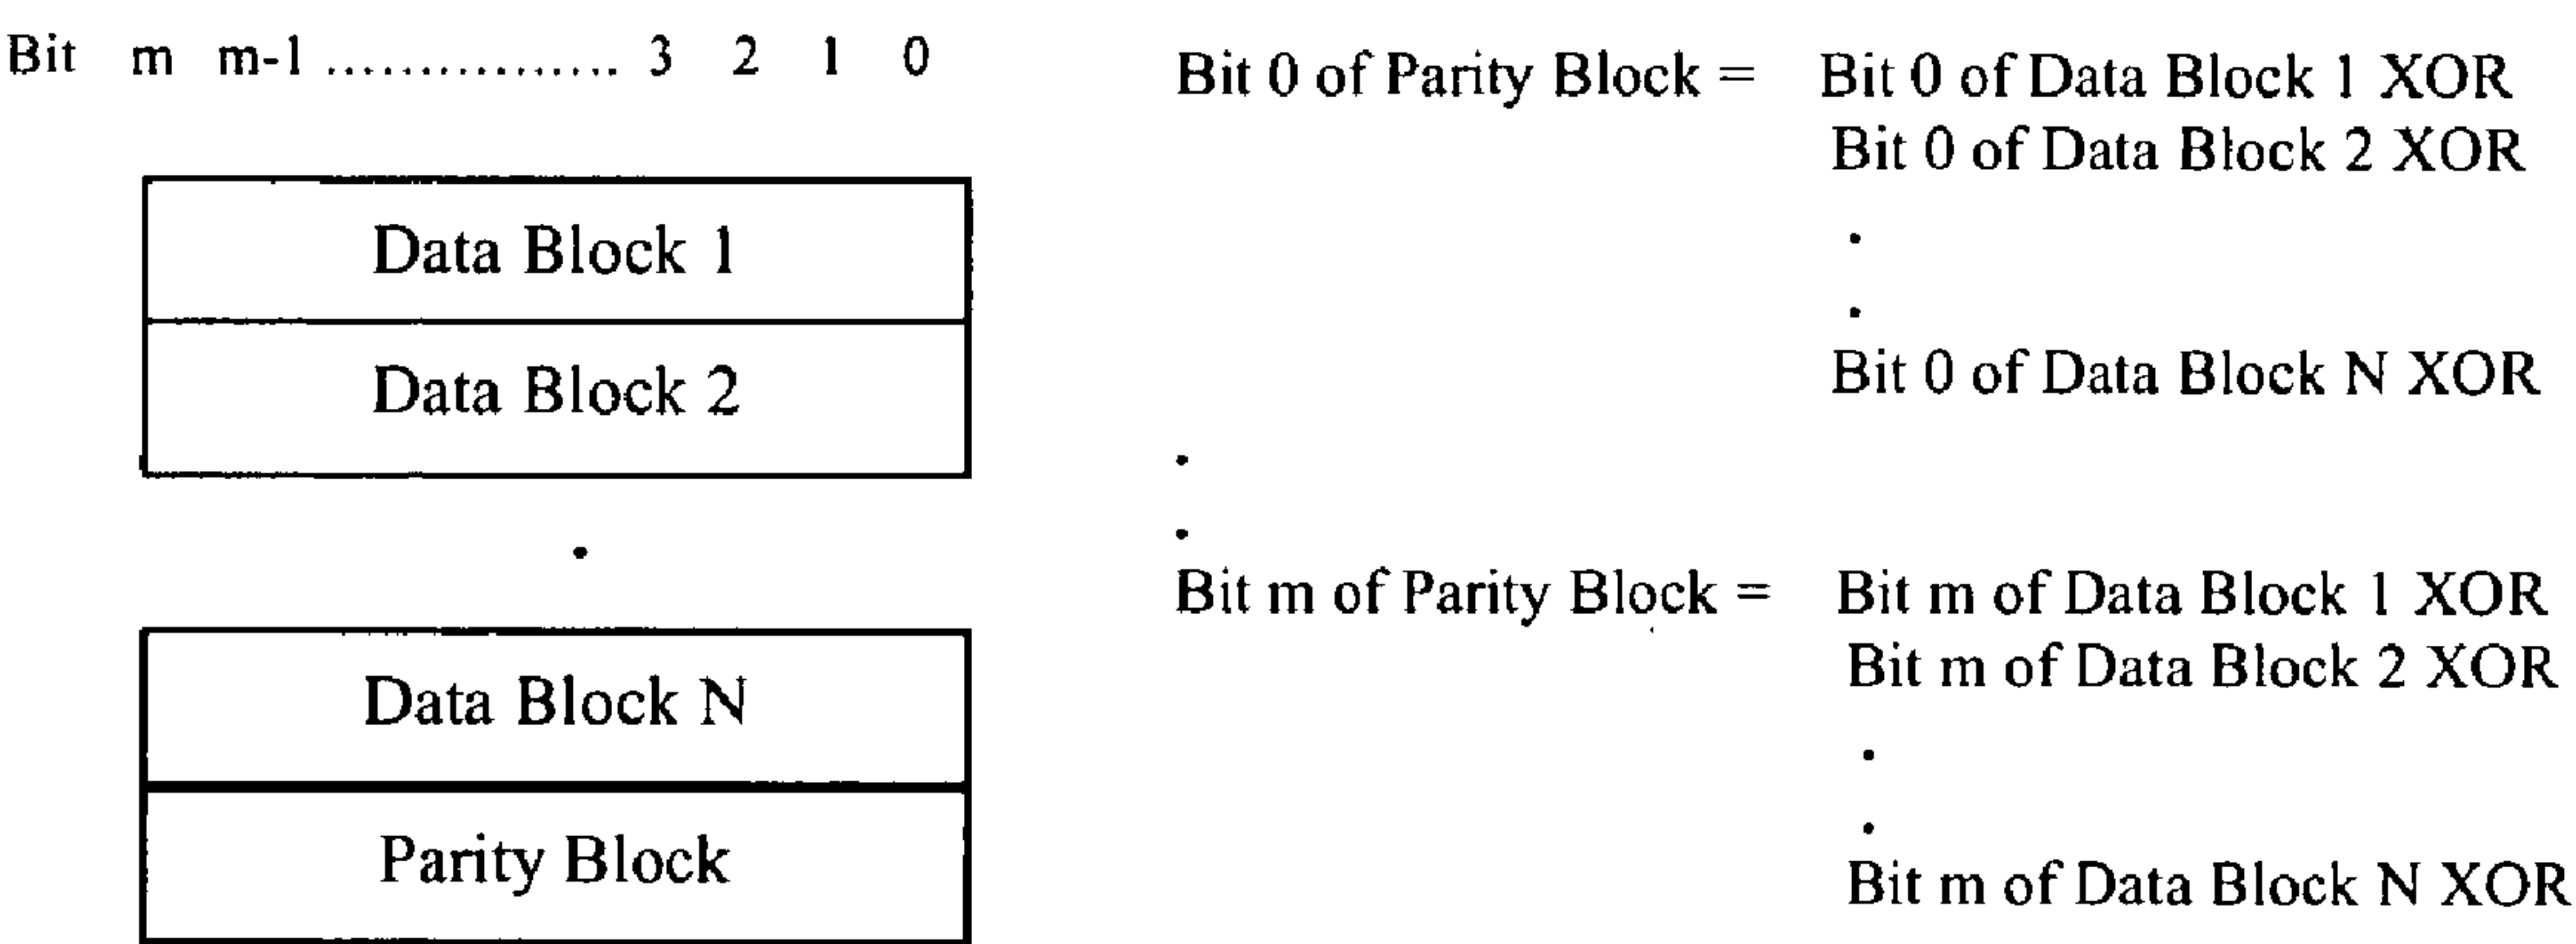 Bit m m-1 ................ 3 2 1 0
Data Block 1
Data Block 2
.
Data Block N
Parity Block
Bit 0 of Parity Block = Bit 0 of Data Block 1 XOR
Bit 0 of Data Block 2 XOR
.
.
Bit 0 of Data Block N XOR
.
.
Bit m of Parity Block = Bit m of Data Block 1 XOR
Bit m of Data Block 2 XOR
.
.
Bit m of Data Block N XOR